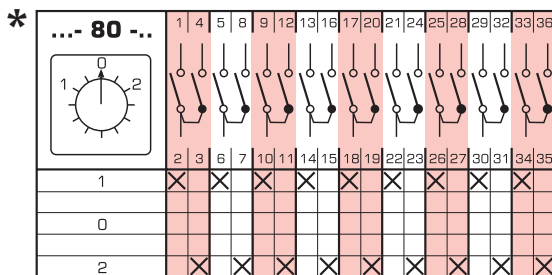 *
...- 80 -..
1 4 5 8 9 12 13 16 17 20 21 24 25 28 29 32 33 36
0
1 2
2 3 6 7 10 11 14 15 18 19 22 23 26 27 30 31 34 35
1 X X X X X X X X X
0
2 X X X X X X X X X